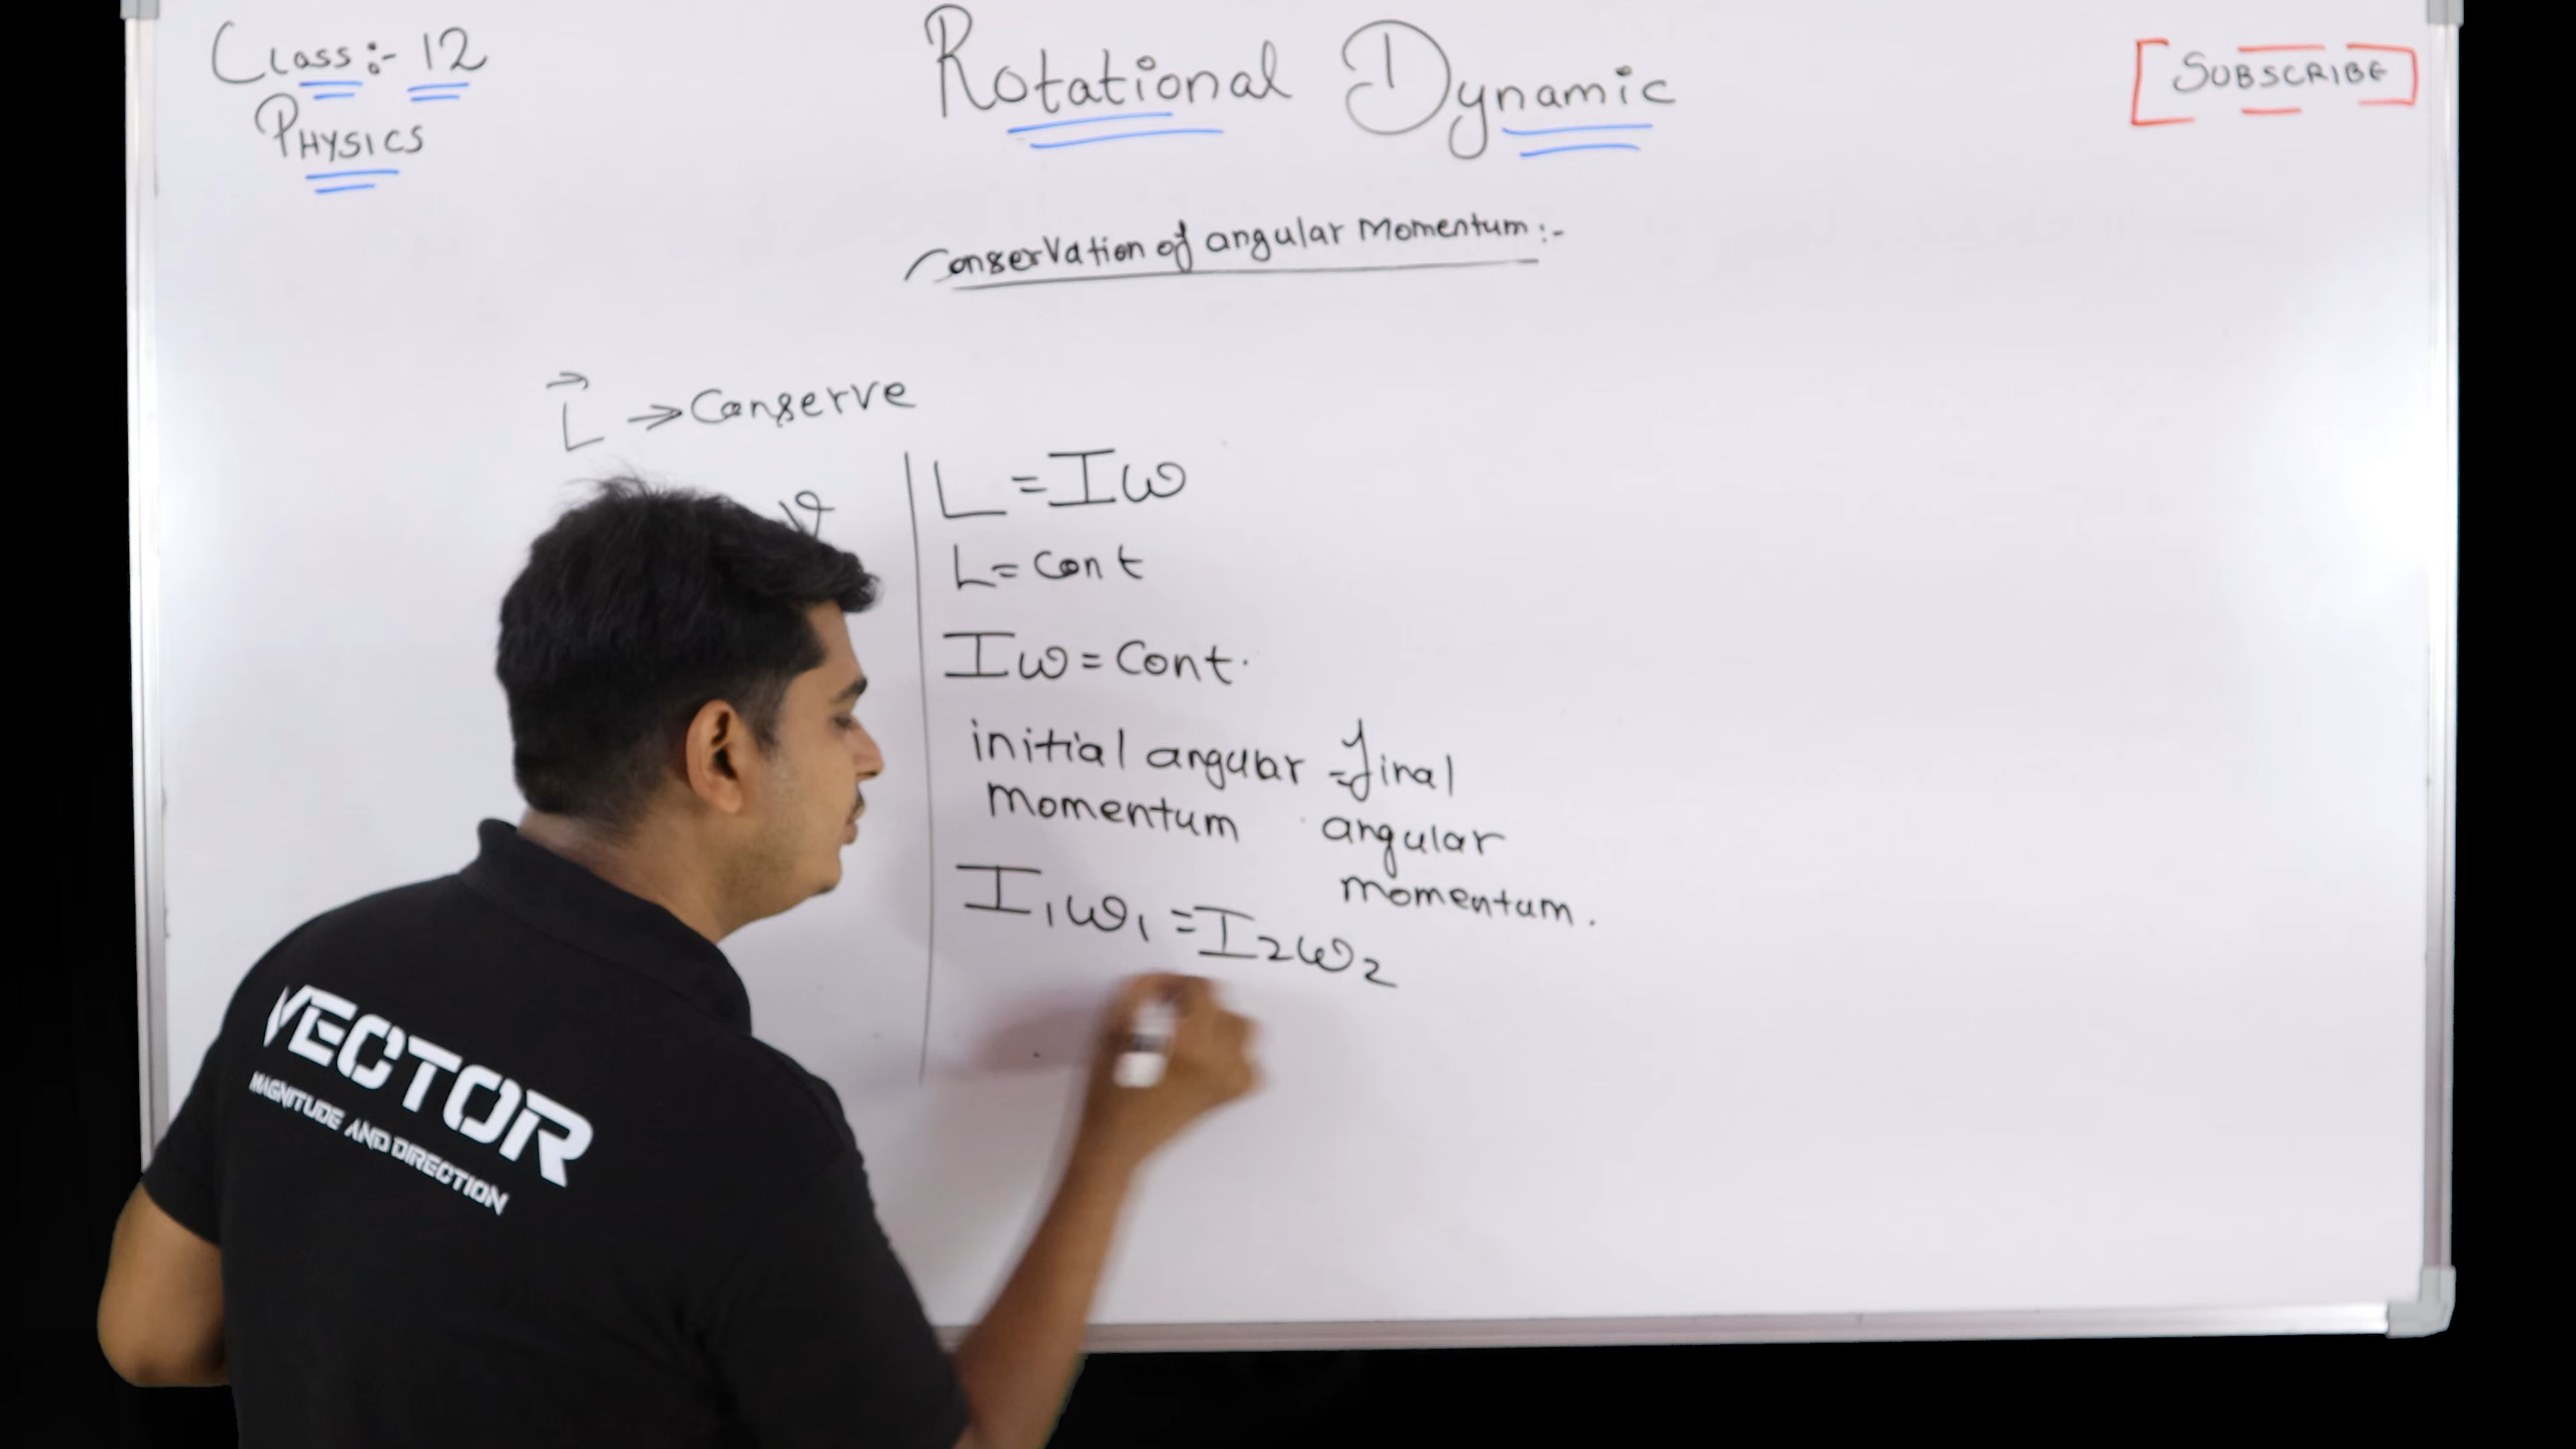 Class:- 12
Physics
Rotational Dynamic
SUBSCRIBE
Conservation of angular Momentum:-
L⃗ → Conserve
L = Iω
L = Cont
Iω = Cont.
initial angular = final
momentum angular
momentum.
I₁ω₁ = I₂ω₂
VECTOR
MAGNITUDE AND DIRECTION